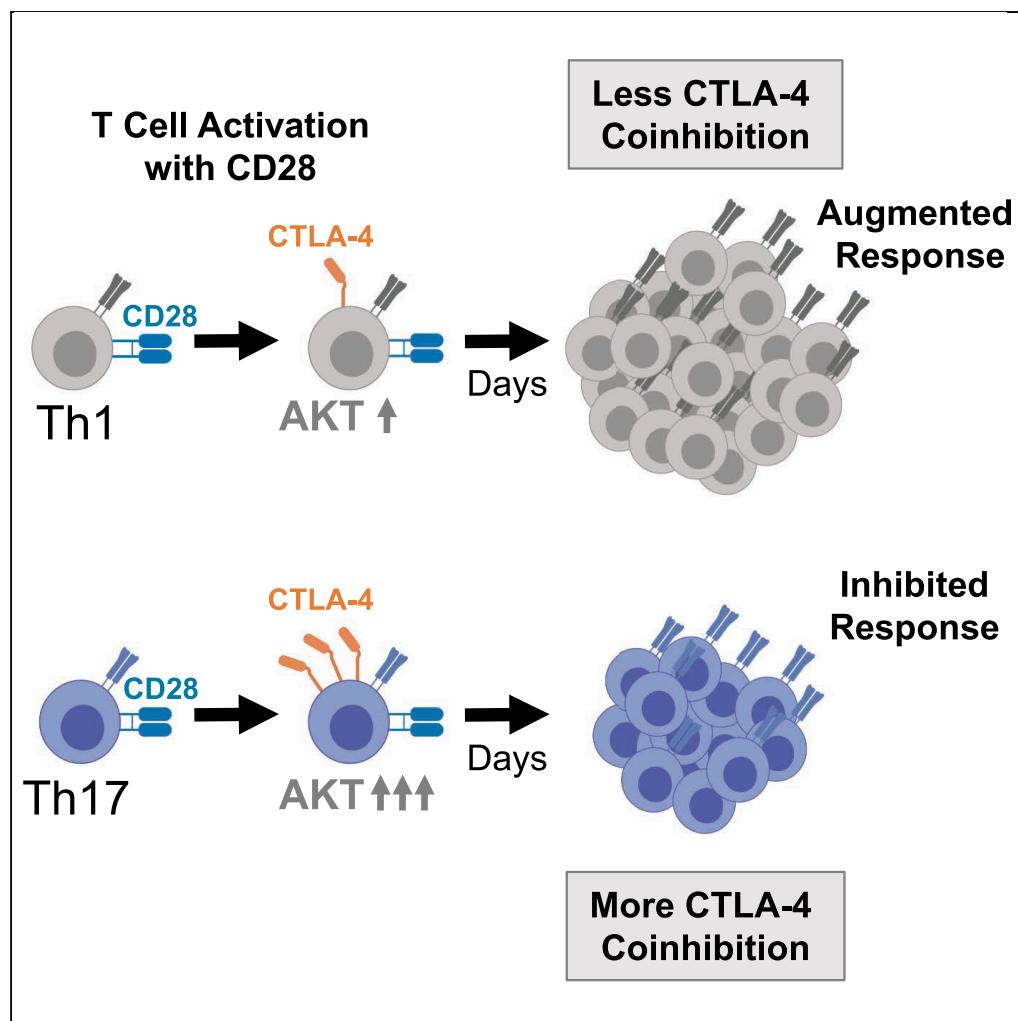 Less CTLA-4
Coinhibition
T Cell Activation
with CD28
Augmented
Response
CTLA-4
CD28
Days
Th1
AKT
Inhibited
Response
CTLA-4
CD28
Days
Th17
AKT
More CTLA-4
Coinhibition